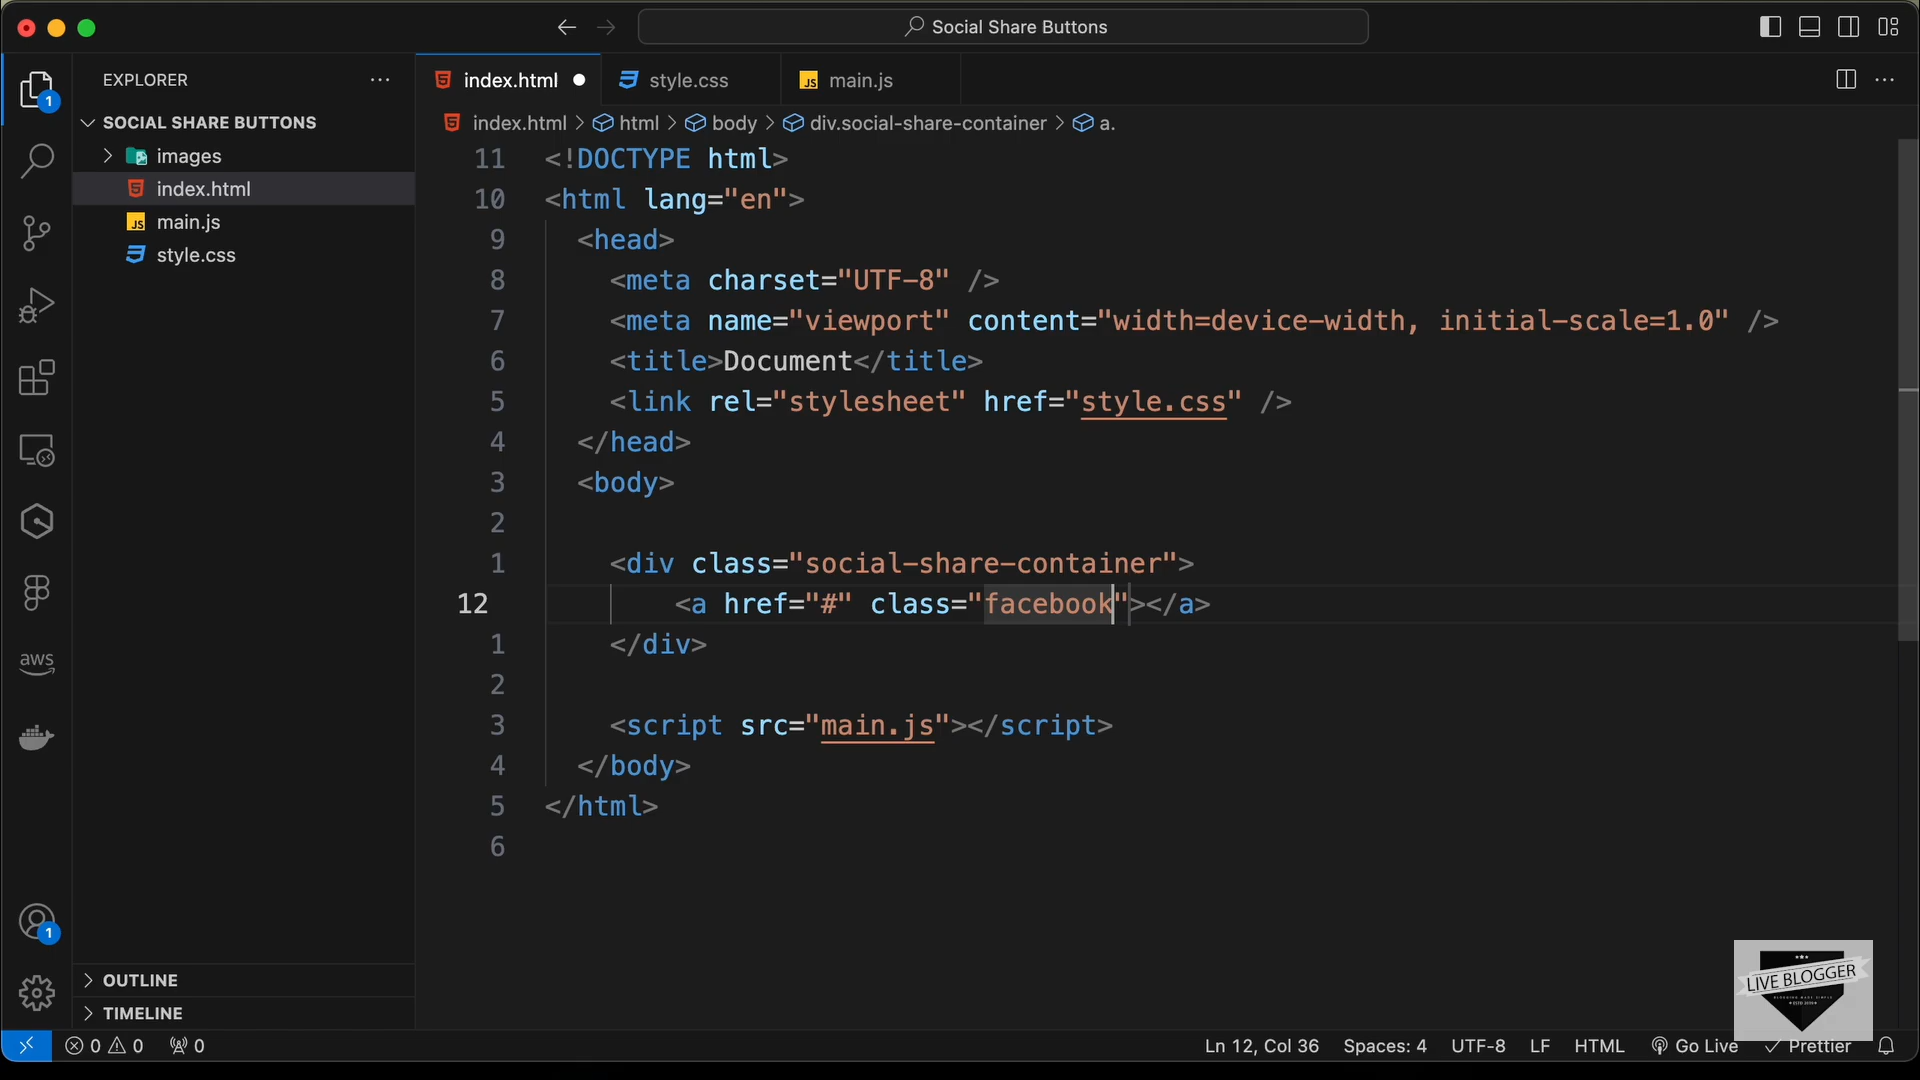 Social Share Buttons
EXPLORER
SOCIAL SHARE BUTTONS
images
index.html
main.js
style.css
OUTLINE
TIMELINE
1
aws
1
index.html
style.css
main.js
index.html > html > body > div.social-share-container > a.
11 <!DOCTYPE html>
10 <html lang="en">
9 <head>
8 <meta charset="UTF-8" />
7 <meta name="viewport" content="width=device-width, initial-scale=1.0" />
6 <title>Document</title>
5 <link rel="stylesheet" href="style.css" />
4 </head>
3 <body>
2
1 <div class="social-share-container">
12 <a href="#" class="facebook"></a>
1 </div>
2
3 <script src="main.js"></script>
4 </body>
5 </html>
6
LIVE BLOGGER
0 0 0
Ln 12, Col 36 Spaces: 4 UTF-8 LF HTML Go Live Prettier